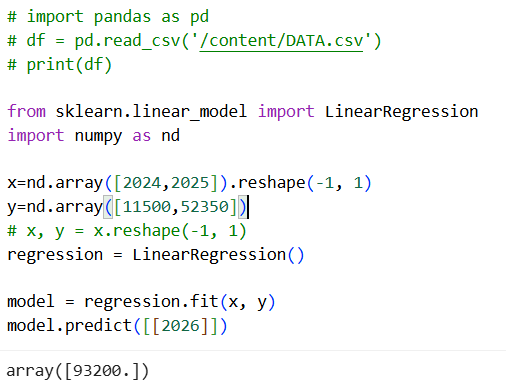 # import pandas as pd
# df = pd.read_csv('/content/DATA.csv')
# print(df)
from sklearn.linear_model import LinearRegression
import numpy as nd
x=nd.array([2024,2025]).reshape(-1, 1)
y=nd.array([11500,52350])
# x, y = x.reshape(-1, 1)
regression = LinearRegression()
model = regression.fit(x, y)
model.predict([[2026]])
array([93200.])